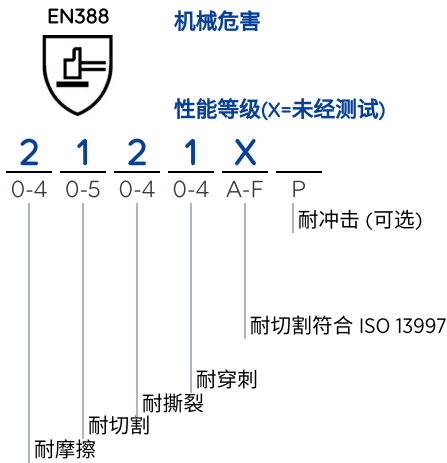 EN388
机械危害
性能等级(X=未经测试)
2 1 2 1 X
0-4 0-5 0-4 0-4 A-F P
耐冲击 (可选)
耐切割符合 ISO 13997
耐穿刺
耐撕裂
耐切割
耐摩擦